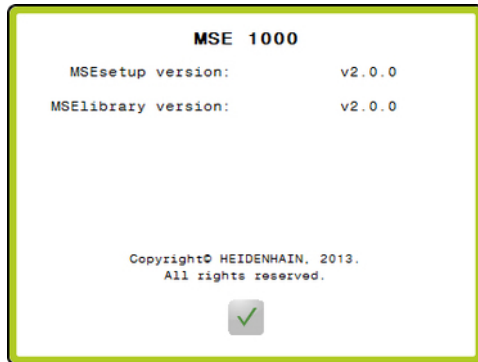 MSE 1000
MSEsetup version: v2.0.0
MSElibrary version: v2.0.0
Copyright© HEIDENHAIN, 2013.
All rights reserved.